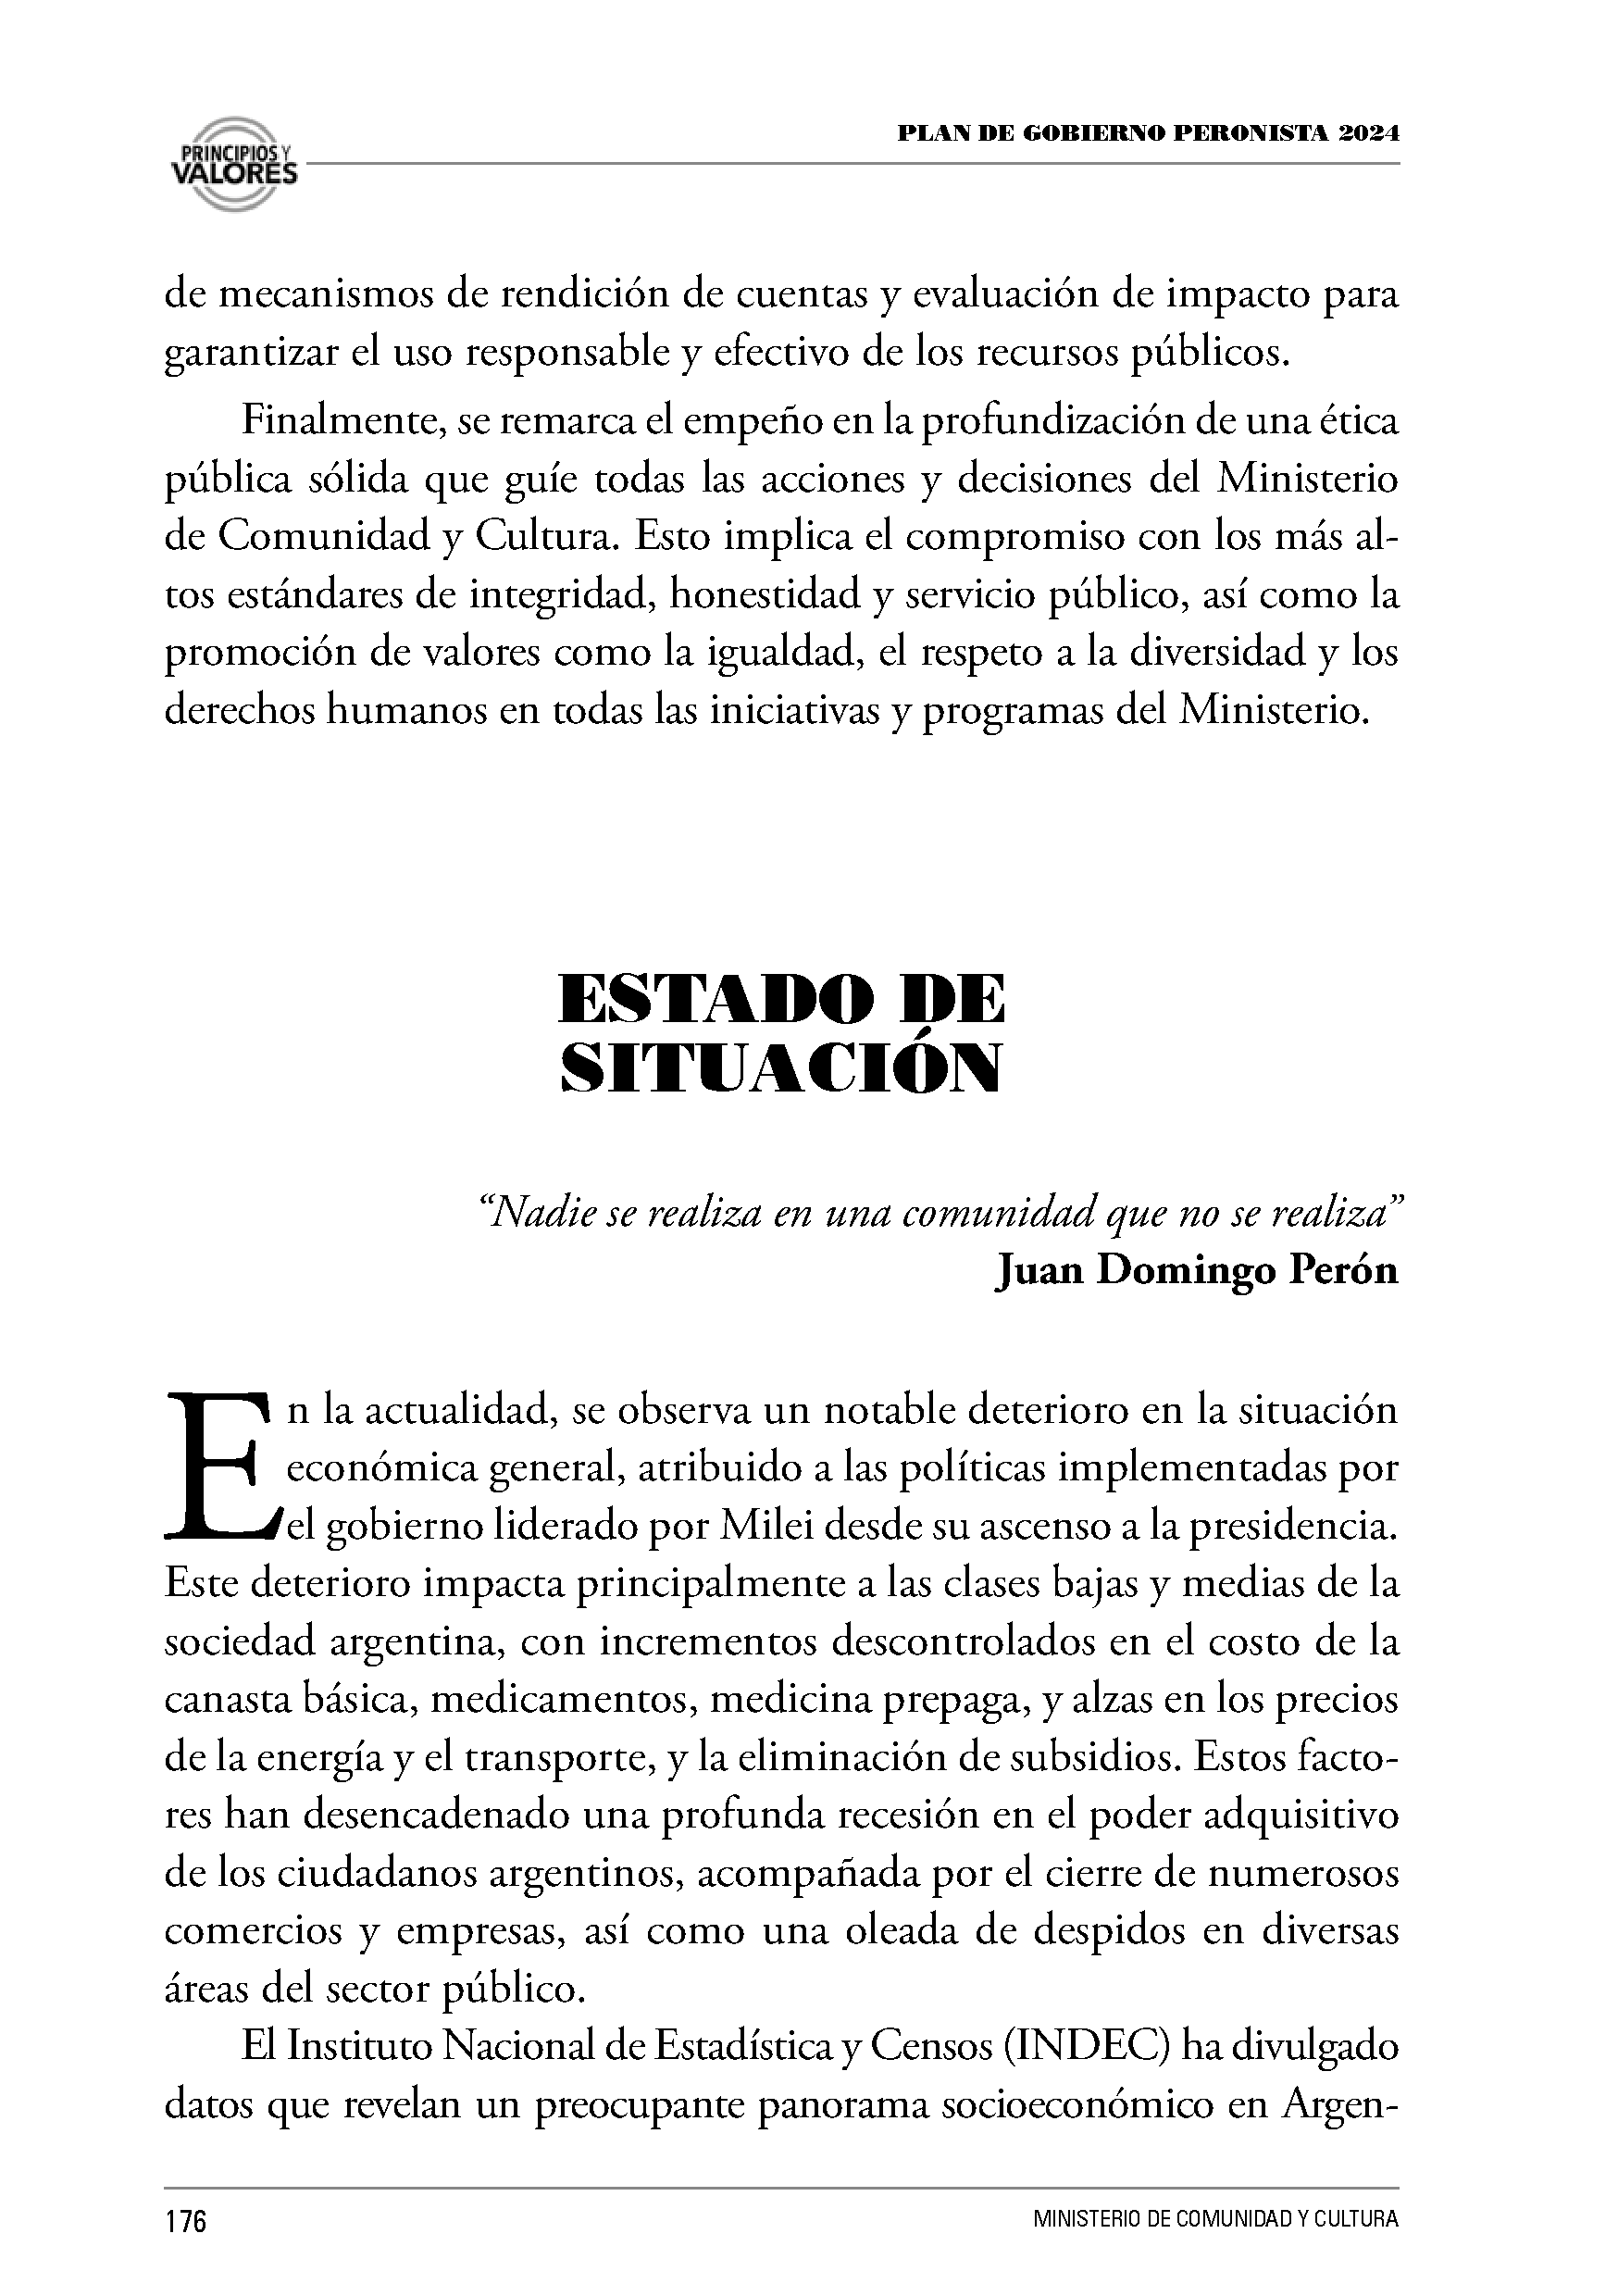 PRINCIPIOS Y
VALORES
PLAN DE GOBIERNO PERONISTA 2024
de mecanismos de rendición de cuentas y evaluación de impacto para
garantizar el uso responsable y efectivo de los recursos públicos.
Finalmente, se remarca el empeño en la profundización de una ética
pública sólida que guíe todas las acciones y decisiones del Ministerio
de Comunidad y Cultura. Esto implica el compromiso con los más al-
tos estándares de integridad, honestidad y servicio público, así como la
promoción de valores como la igualdad, el respeto a la diversidad y los
derechos humanos en todas las iniciativas y programas del Ministerio.
ESTADO DE
SITUACIÓN
“Nadie se realiza en una comunidad que no se realiza”
Juan Domingo Perón
En la actualidad, se observa un notable deterioro en la situación
económica general, atribuido a las políticas implementadas por
el gobierno liderado por Milei desde su ascenso a la presidencia.
Este deterioro impacta principalmente a las clases bajas y medias de la
sociedad argentina, con incrementos descontrolados en el costo de la
canasta básica, medicamentos, medicina prepaga, y alzas en los precios
de la energía y el transporte, y la eliminación de subsidios. Estos facto-
res han desencadenado una profunda recesión en el poder adquisitivo
de los ciudadanos argentinos, acompañada por el cierre de numerosos
comercios y empresas, así como una oleada de despidos en diversas
áreas del sector público.
El Instituto Nacional de Estadística y Censos (INDEC) ha divulgado
datos que revelan un preocupante panorama socioeconómico en Argen-
176
MINISTERIO DE COMUNIDAD Y CULTURA